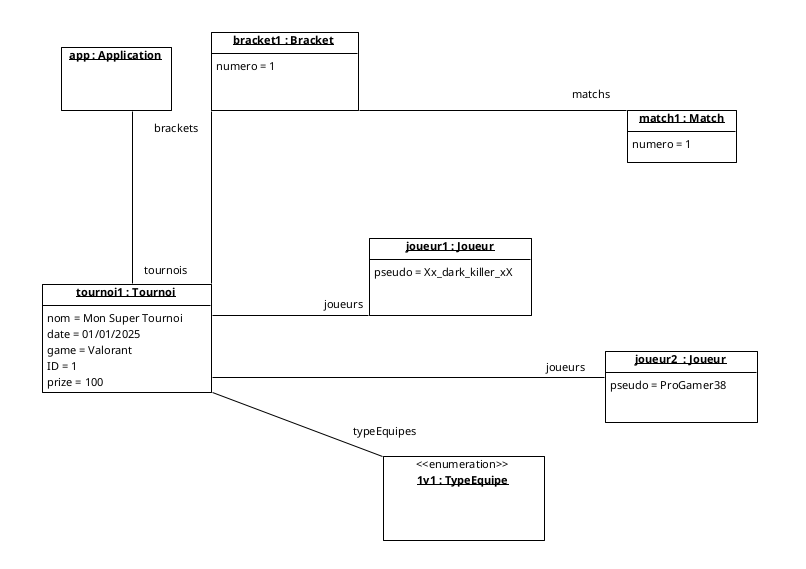 app : Application
bracket1 : Bracket
numero = 1
matchs
match1 : Match
numero = 1
brackets
tournois
tournoi1 : Tournoi
nom = Mon Super Tournoi
date = 01/01/2025
game = Valorant
ID = 1
prize = 100
joueur1 : Joueur
pseudo = Xx_dark_killer_xX
joueurs
joueur2 : Joueur
pseudo = ProGamer38
joueurs
typeEquipes
<<enumeration>>
1v1 : TypeEquipe